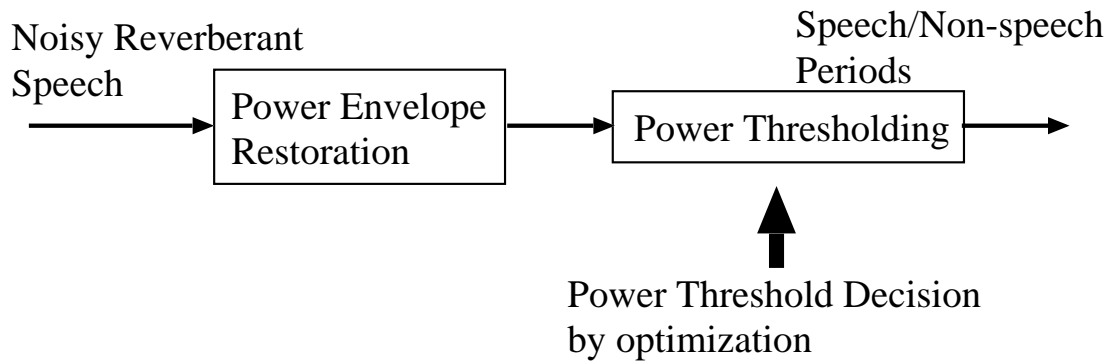 Noisy Reverberant
Speech
Power Envelope
Restoration
Speech/Non-speech
Periods
Power Thresholding
Power Threshold Decision
by optimization